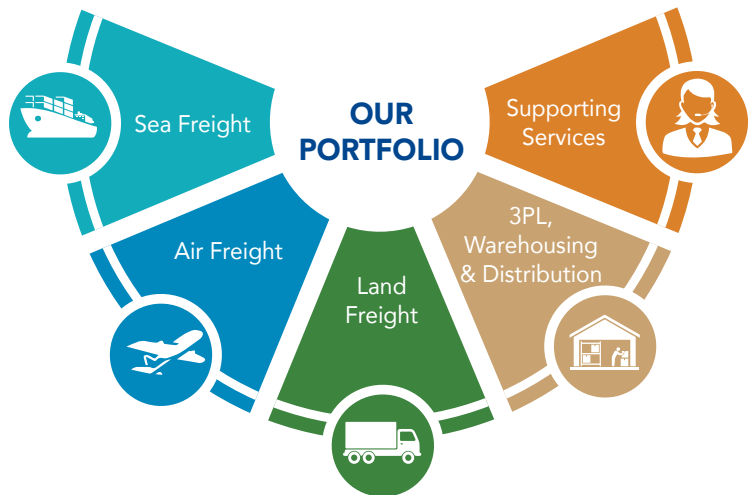 OUR
PORTFOLIO
Sea Freight
Air Freight
Land
Freight
3PL,
Warehousing
& Distribution
Supporting
Services